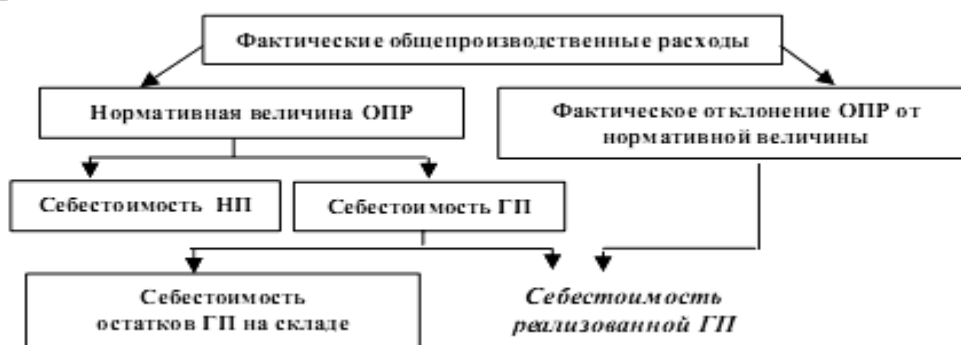 Фактические общепроизводственные расходы
Нормативная величина ОПР
Фактическое отклонение ОПР от
нормативной величины
Себестоимость НП
Себестоимость ГП
Себестоимость
остатков ГП на складе
Себестоимость
реализованной ГП